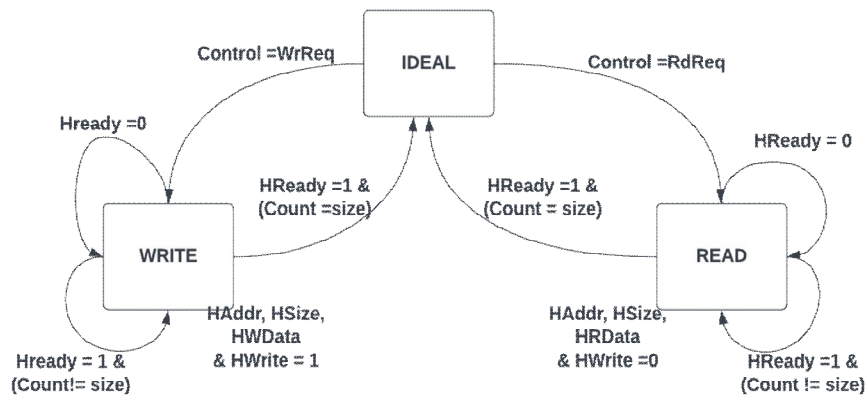 IDEAL
Control =WrReq
Control =RdReq
Hready =0
HReady = 0
HReady =1 &
(Count =size)
HReady =1 &
(Count = size)
WRITE
READ
HAddr, HSize,
HWData
& HWrite = 1
HAddr, HSize,
HRData
& HWrite =0
Hready = 1 &
(Count!= size)
HReady =1 &
(Count != size)